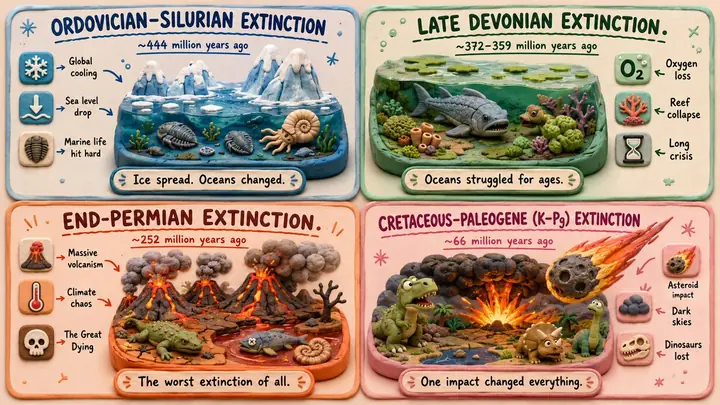 ORDOVICIAN-SILURIAN EXTINCTION
~444 million years ago
Global
cooling
Sea level
drop
Marine life
hit hard
Ice spread. Oceans changed.
LATE DEVONIAN EXTINCTION.
~372-359 million years ago
O2
Oxygen
loss
Reef
collapse
Long
crisis
Oceans struggled for ages.
END-PERMIAN EXTINCTION.
~252 million years ago
Massive
volcanism
Climate
chaos
The Great
Dying
The worst extinction of all.
CRETACEOUS-PALEOGENE (K-Pg) EXTINCTION
~66 million years ago
Asteroid
impact
Dark
skies
Dinosaurs
lost
One impact changed everything.